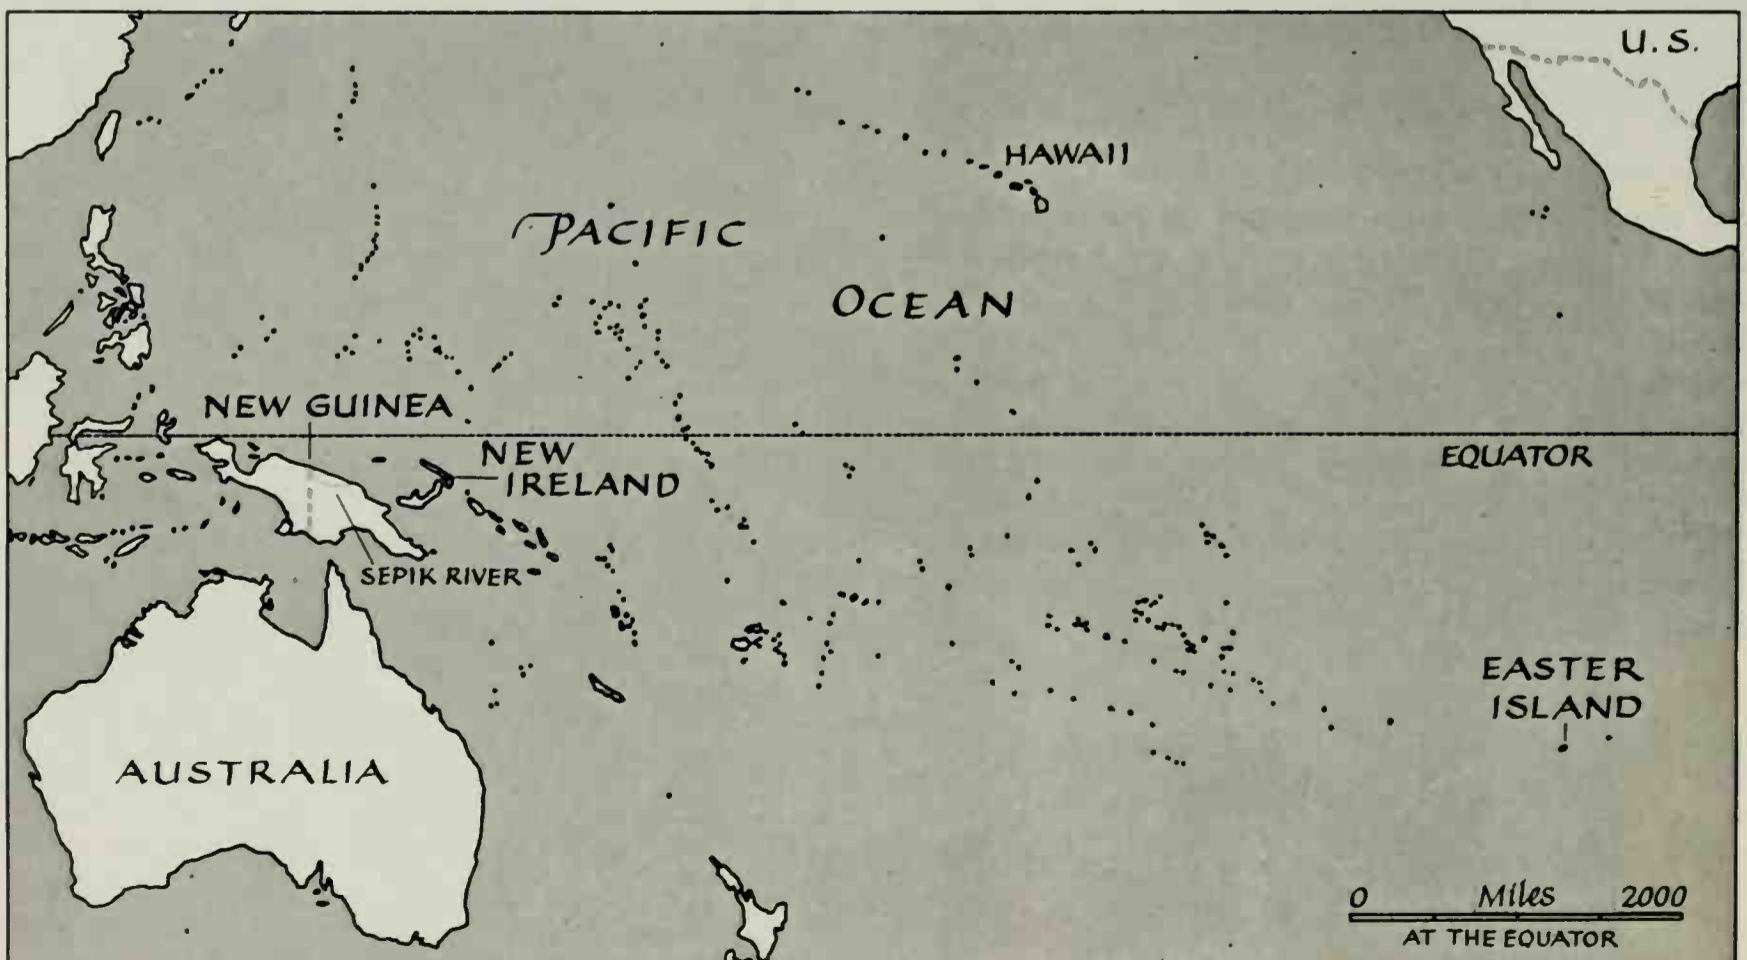 U.S.
HAWAII
PACIFIC
OCEAN
NEW GUINEA
NEW
IRELAND
EQUATOR
SEPIK RIVER
EASTER
ISLAND
AUSTRALIA
0 Miles 2000
AT THE EQUATOR